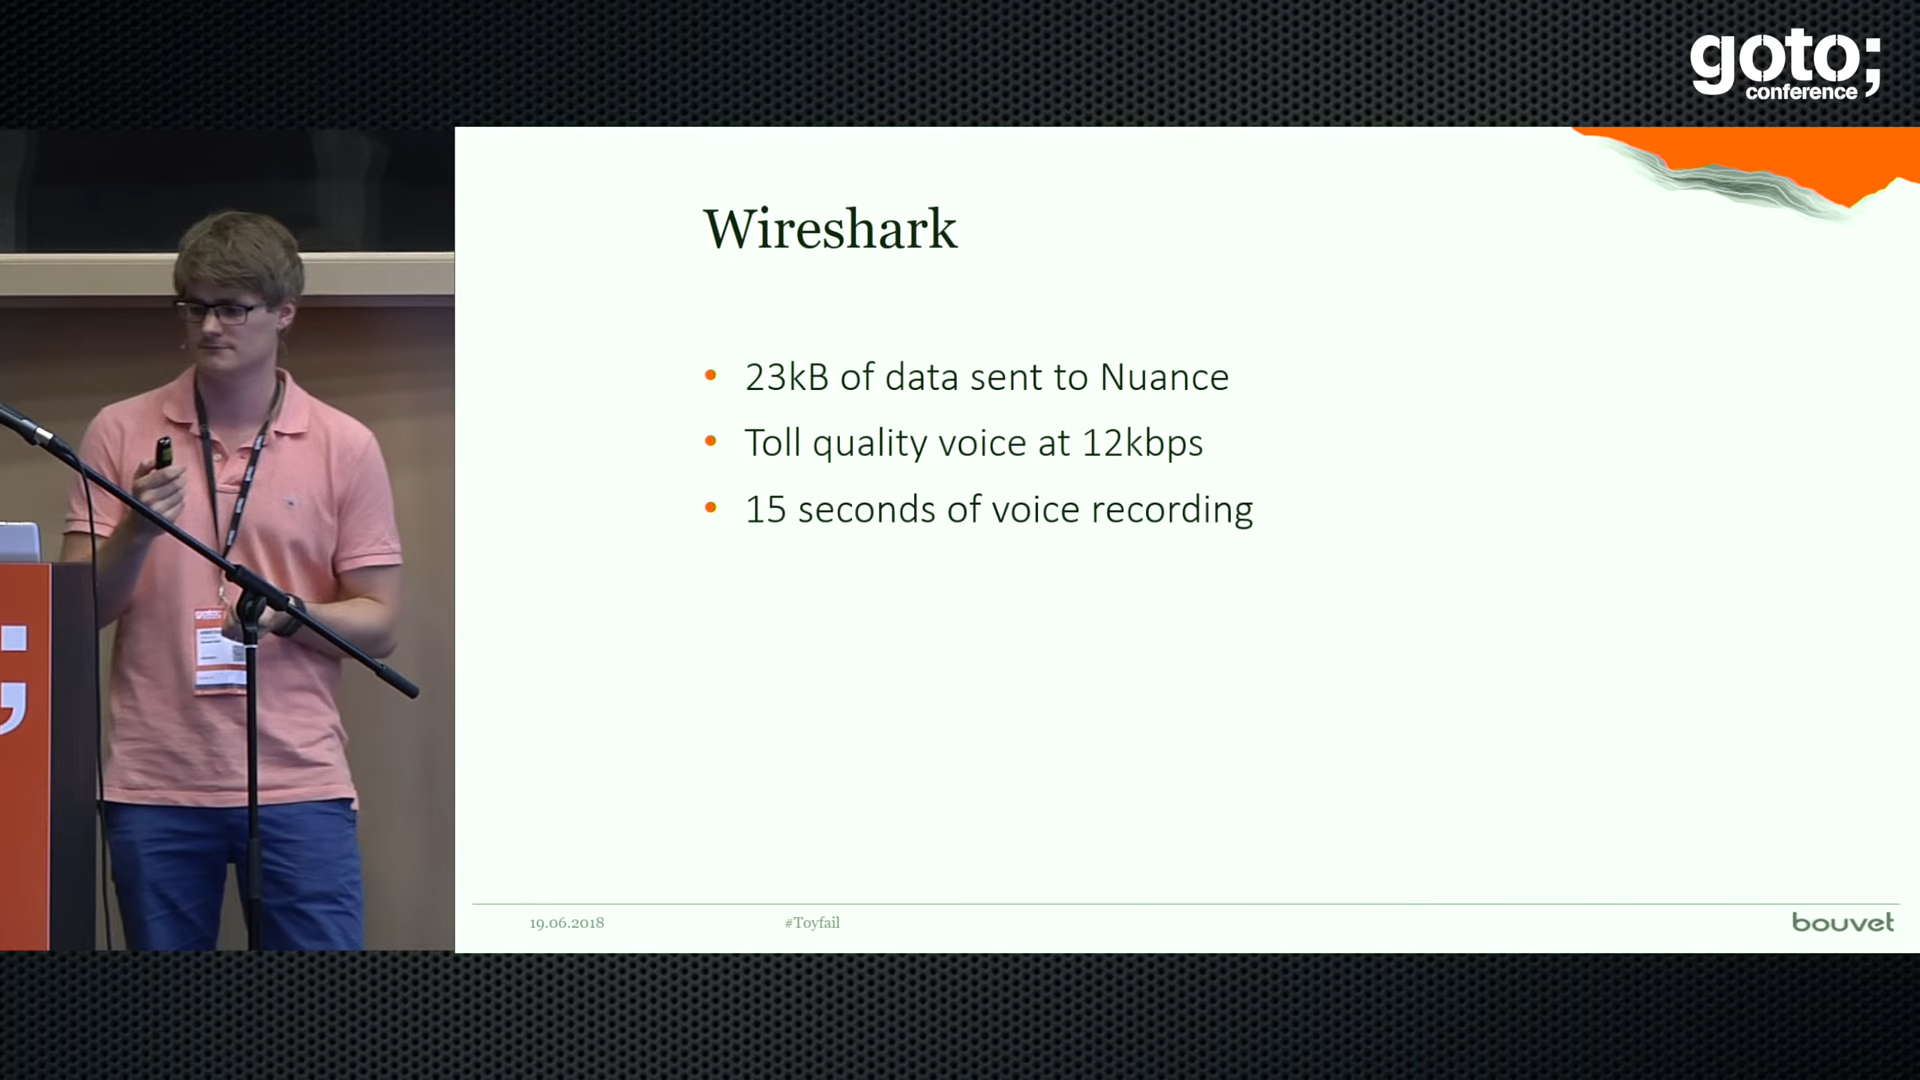 goto;
conference
Wireshark
• 23kB of data sent to Nuance
• Toll quality voice at 12kbps
• 15 seconds of voice recording
19.06.2018
#Toyfail
bouvet
goto;